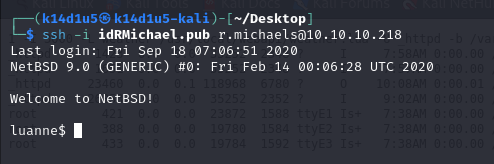 (k14d1u5㉿k14d1u5-kali)-[~/Desktop]
$ ssh -i idRMichael.pub r.michaels@10.10.10.218
Last login: Fri Sep 18 07:06:51 2020
NetBSD 9.0 (GENERIC) #0: Fri Feb 14 00:06:28 UTC 2020
Welcome to NetBSD!
luanne$